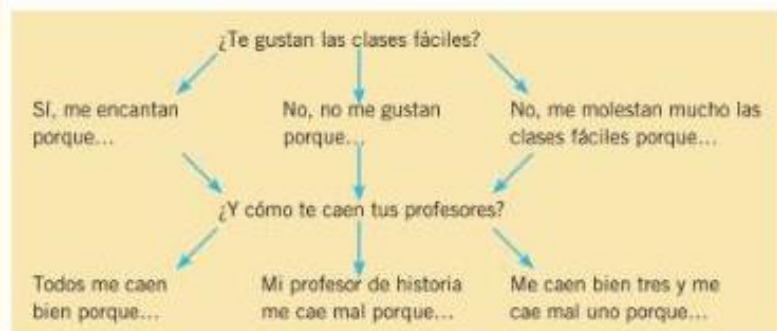 ¿Te gustan las clases fáciles?
Sí, me encantan
porque...
No, no me gustan
porque...
No, me molestan mucho las
clases fáciles porque...
¿Y cómo te caen tus profesores?
Todos me caen
bien porque...
Mi profesor de historia
me cae mal porque...
Me caen bien tres y me
cae mal uno porque...